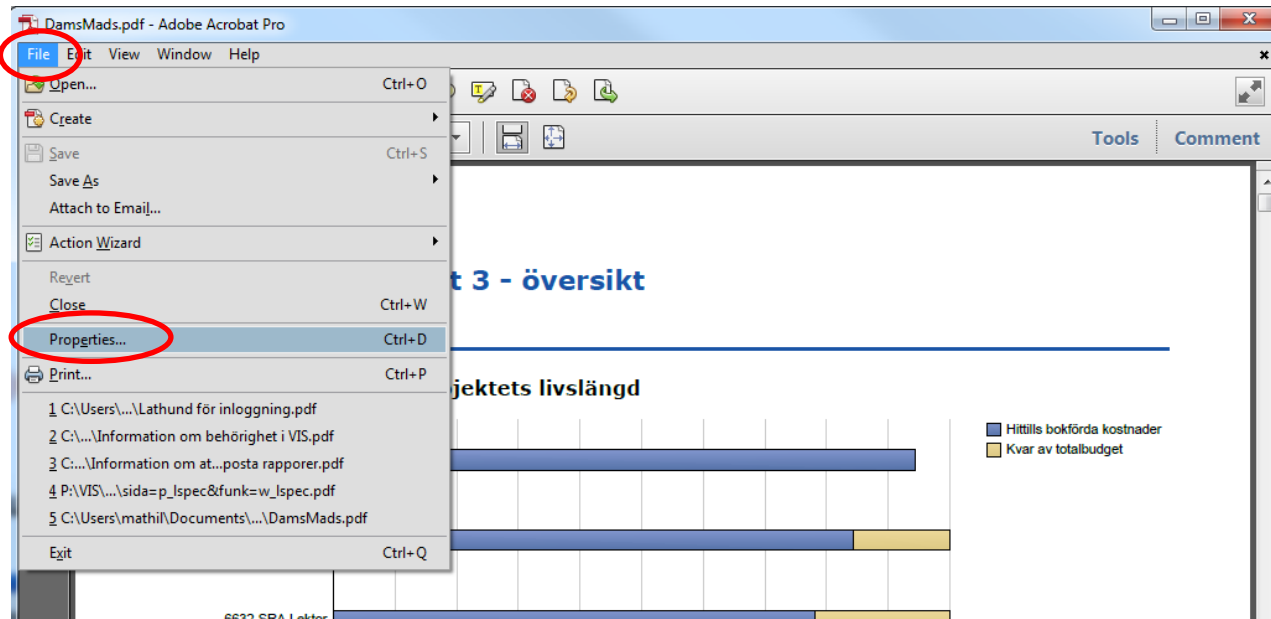 DamsMads.pdf - Adobe Acrobat Pro
File Edit View Window Help
Open... Ctrl+O
Create
Save Ctrl+S
Save As
Attach to Email...
Action Wizard
Revert
Close Ctrl+W
Properties... Ctrl+D
Print... Ctrl+P
1 C:\Users\...\Lathund för inloggning.pdf
2 C:\...\Information om behörighet i VIS.pdf
3 C:...\Information om at...posta rapporer.pdf
4 P:\VIS\...\sida=p_lspec&funk=w_lspec.pdf
5 C:\Users\mathil\Documents\...\DamsMads.pdf
Exit Ctrl+Q
Tools Comment
t 3 - översikt
jektets livslängd
Hittills bokförda kostnader
Kvar av totalbudget